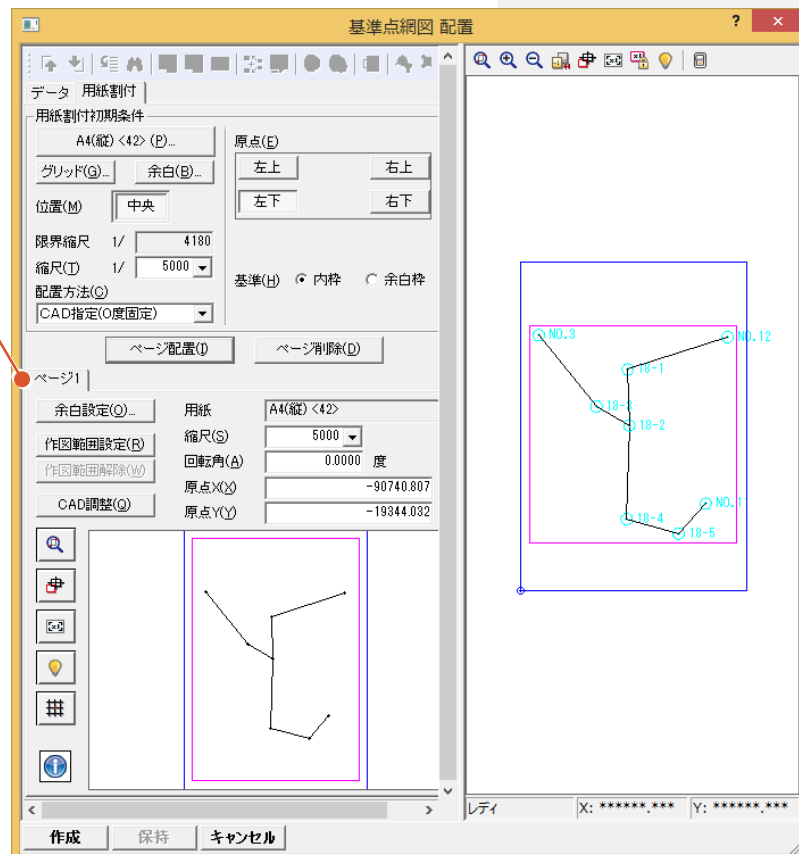 基準点網図 配置
? ×
データ 用紙割付
用紙割付初期条件
A4(縦) <42> (P)...
グリッド(G)... 余白(B)...
位置(M) 中央
限界縮尺 1/ 4180
縮尺(T) 1/ 5000
配置方法(C)
CAD指定(0度固定)
原点(E)
左上 右上
左下 右下
基準(H) 内枠 余白枠
ページ配置(I) ページ削除(D)
ページ1
余白設定(O)...
作図範囲設定(R)
作図範囲解除(W)
CAD調整(Q)
用紙 A4(縦) <42>
縮尺(S) 5000
回転角(A) 0.0000 度
原点X(X) -90740.807
原点Y(Y) -19344.032
作成 保持 キャンセル
NO.3
NO.12
18-1
18-3
18-2
NO.11
18-4
18-5
レディ X: ******.*** Y: ******.***